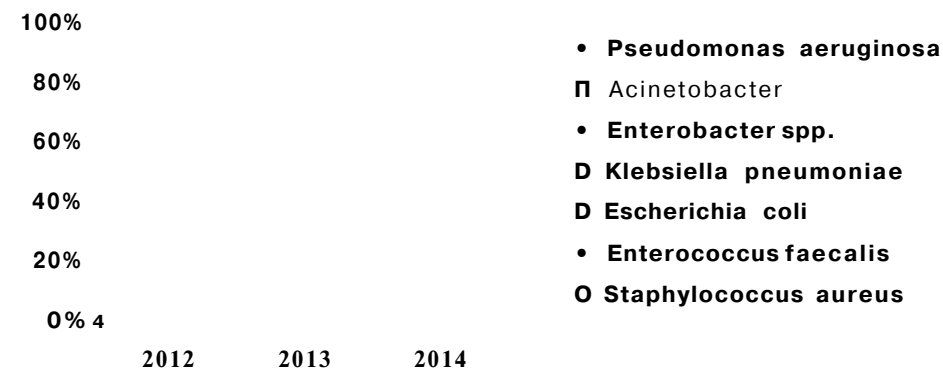 100%
80%
60%
40%
20%
0% 4
2012 2013 2014
• Pseudomonas aeruginosa
П Acinetobacter
• Enterobacter spp.
D Klebsiella pneumoniae
D Escherichia coli
• Enterococcus faecalis
O Staphylococcus aureus